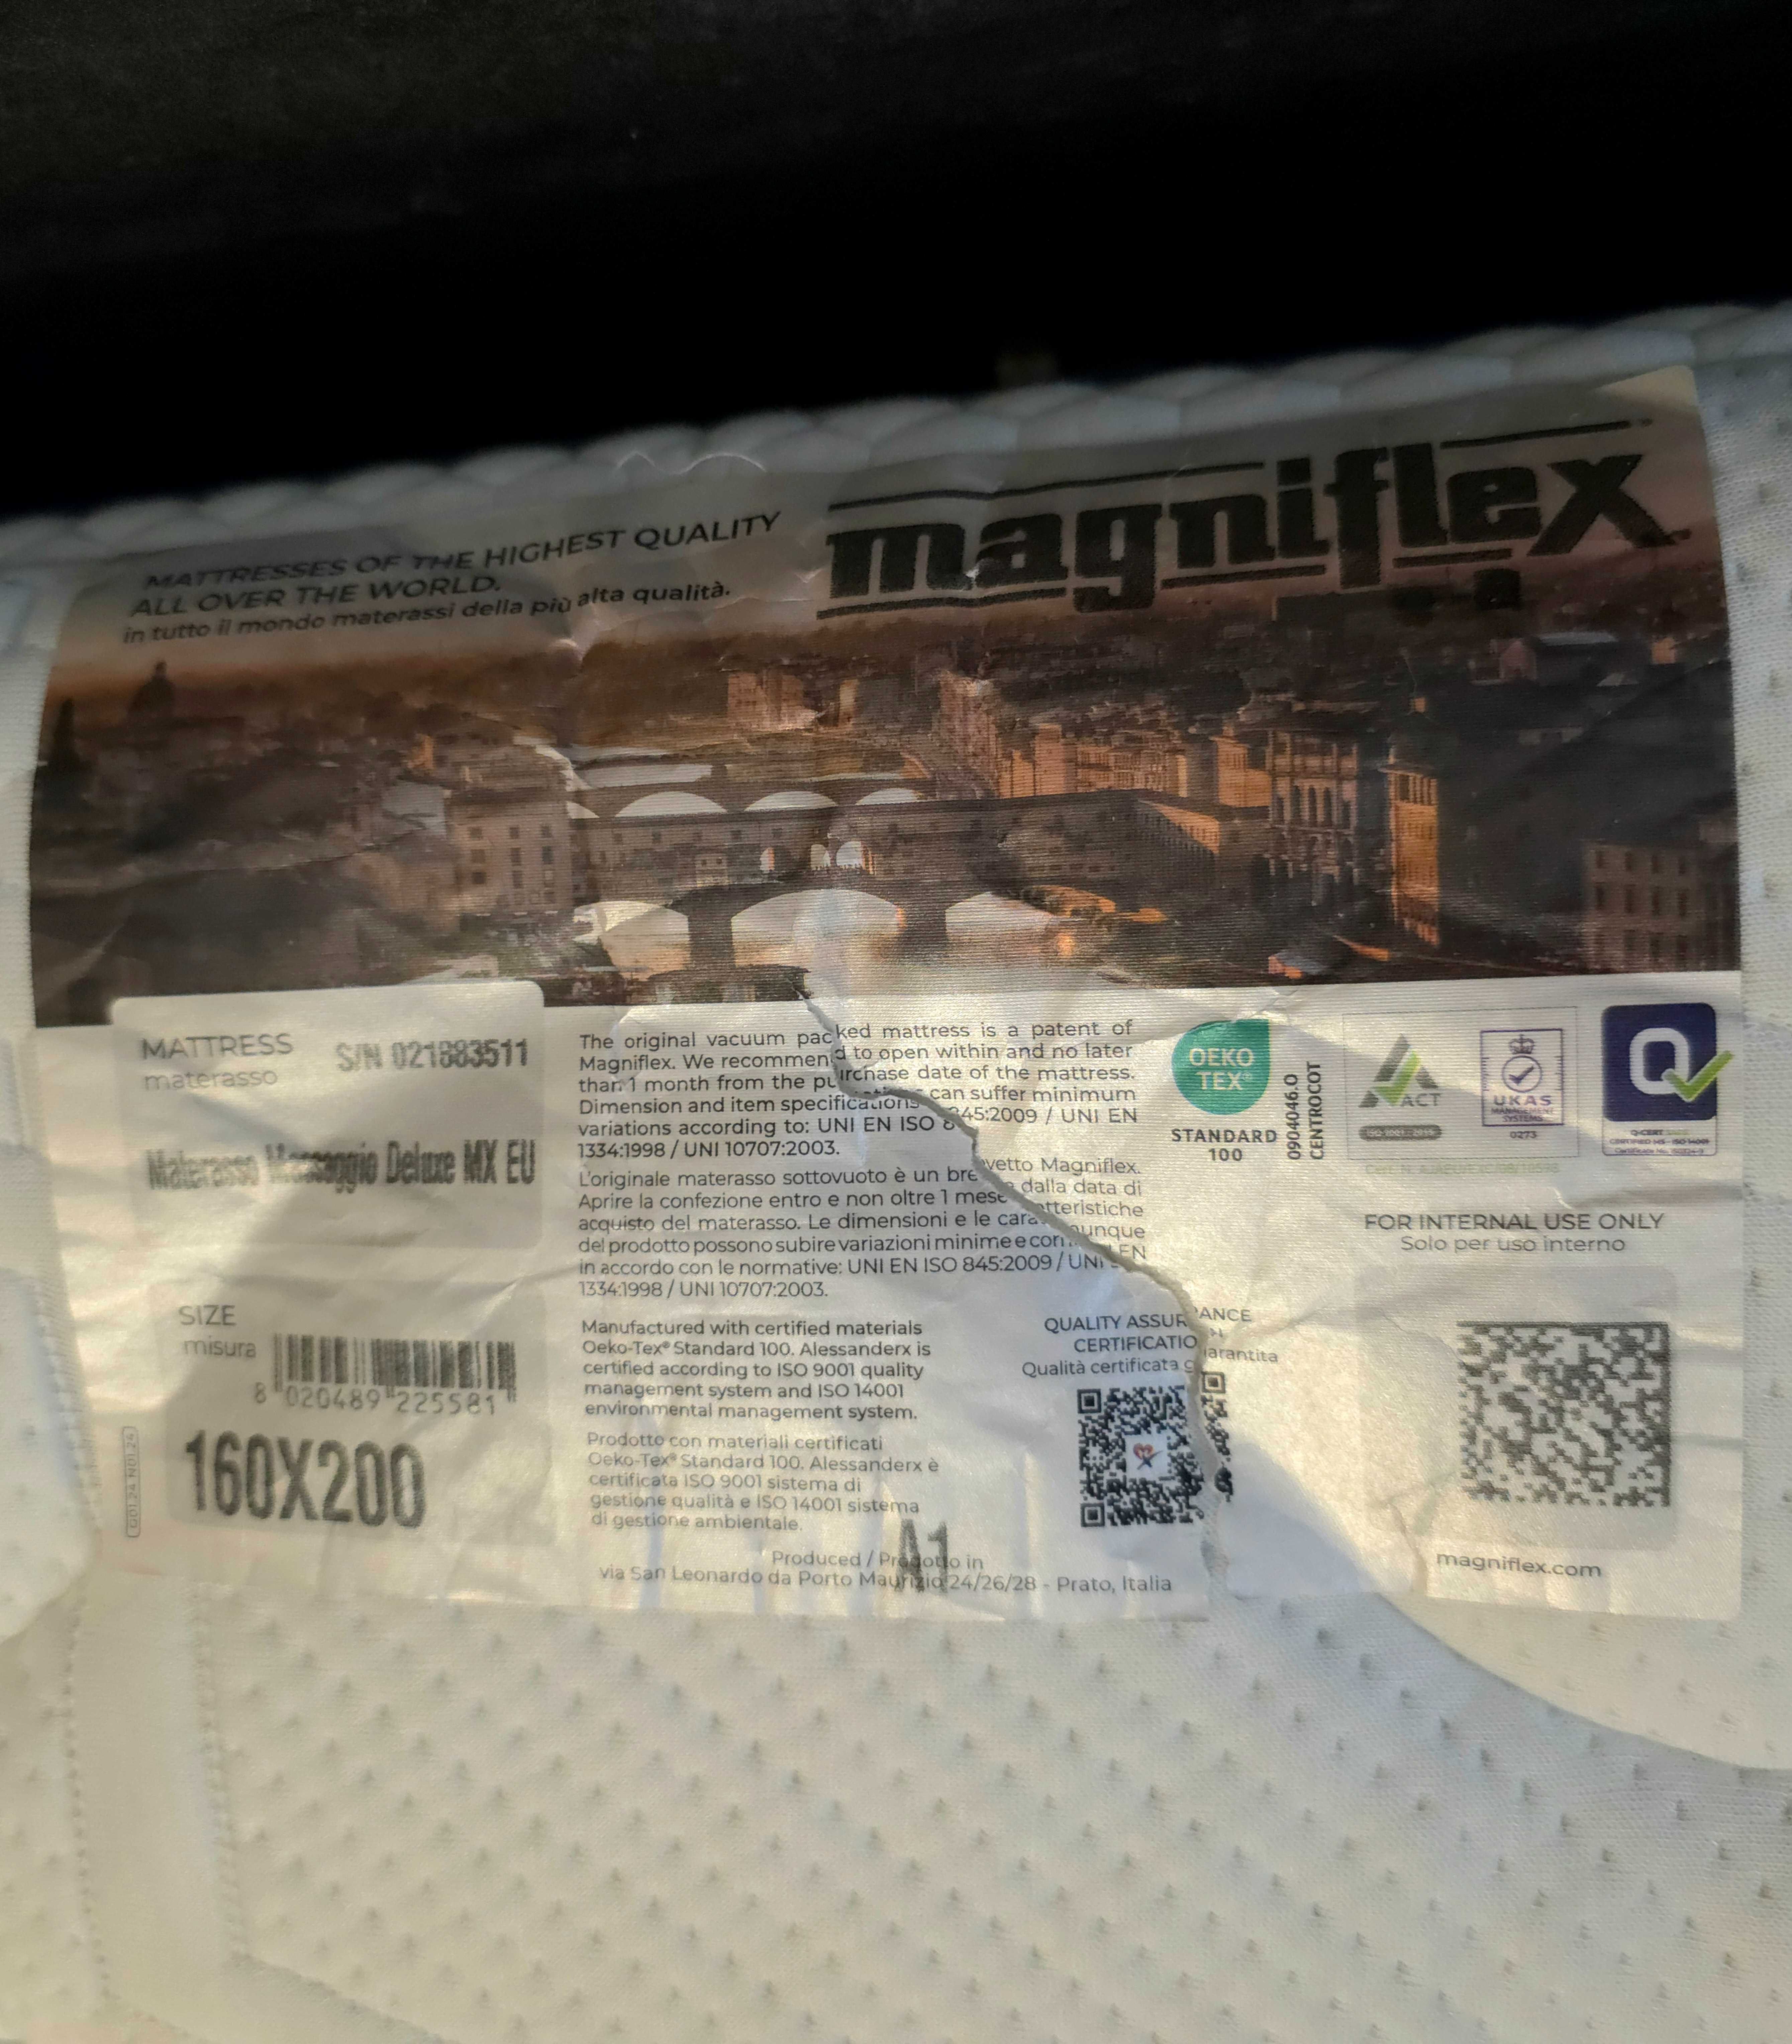 MATTRESSES OF THE HIGHEST QUALITY
ALL OVER THE WORLD.
in tutto il mondo materassi della più alta qualità.
magniflex
MATTRESS
materasso
S/N 021883511
Materasso Massaggio Deluxe MX EU
SIZE
misura
8 020489 225581
160X200
G01.24 N01.24
The original vacuum packed mattress is a patent of
Magniflex. We recommend to open within and no later
than 1 month from the purchase date of the mattress.
Dimension and item specifications can suffer minimum
variations according to: UNI EN ISO 845:2009 / UNI EN
1334:1998 / UNI 10707:2003.
L'originale materasso sottovuoto è un brevetto Magniflex.
Aprire la confezione entro e non oltre 1 mese dalla data di
acquisto del materasso. Le dimensioni e le caratteristiche
del prodotto possono subire variazioni minime e comunque
in accordo con le normative: UNI EN ISO 845:2009 / UNI EN
1334:1998 / UNI 10707:2003.
Manufactured with certified materials
Oeko-Tex® Standard 100. Alessanderx is
certified according to ISO 9001 quality
management system and ISO 14001
environmental management system.
Prodotto con materiali certificati
Oeko-Tex® Standard 100. Alessanderx è
certificata ISO 9001 sistema di
gestione qualità e ISO 14001 sistema
di gestione ambientale.
A1
Produced / Prodotto in
via San Leonardo da Porto Maurizio 24/26/28 - Prato, Italia
QUALITY ASSURANCE
CERTIFICATION
Qualità certificata garantita
OEKO
TEX®
STANDARD
100
0904046.O
CENTROCOT
ACT
UKAS
MANAGEMENT
SYSTEMS
0273
Q
Q-CERT
FOR INTERNAL USE ONLY
Solo per uso interno
magniflex.com